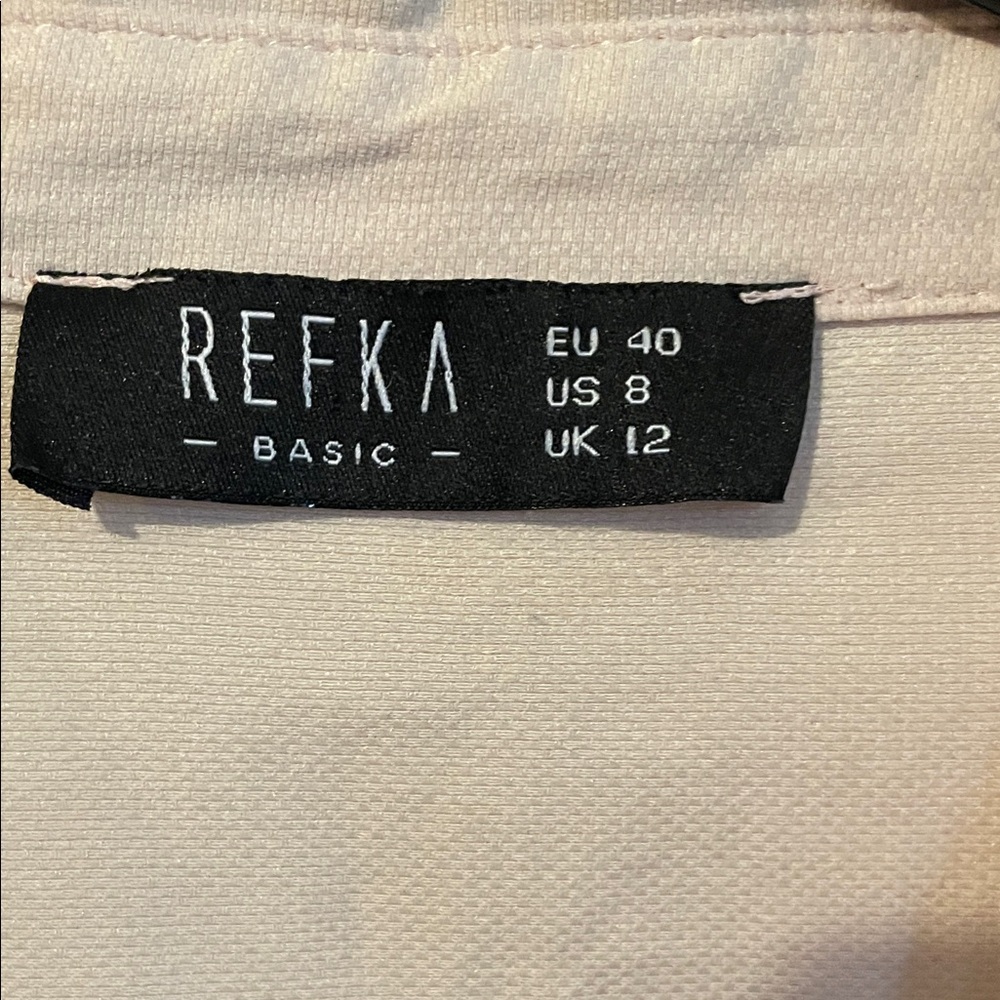 REFKA
— BASIC —
EU 40
US 8
UK 12